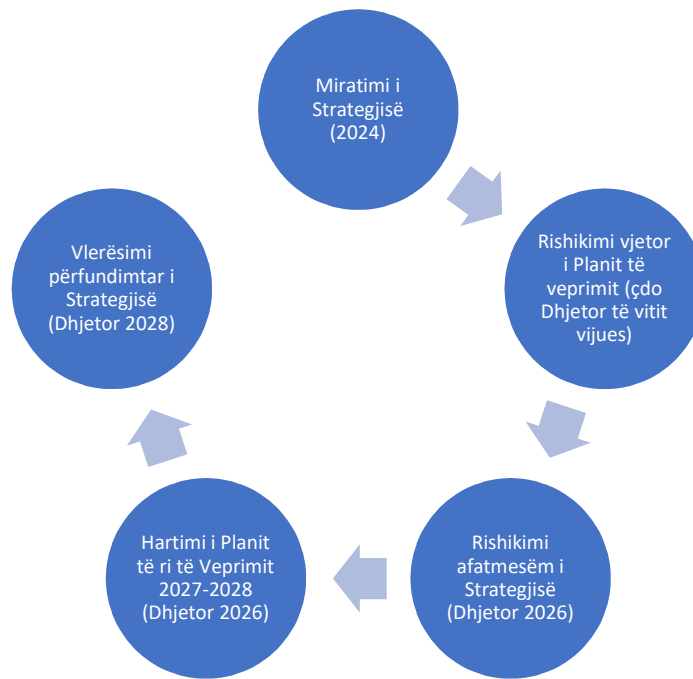 Miratimi i
Strategjisë
(2024)
Rishikimi vjetor
i Planit të
veprimit (çdo
Dhjetor të vitit
vijues)
Rishikimi
afatmesëm i
Strategjisë
(Dhjetor 2026)
Hartimi i Planit
të ri të Veprimit
2027-2028
(Dhjetor 2026)
Vlerësimi
përfundimtar i
Strategjisë
(Dhjetor 2028)